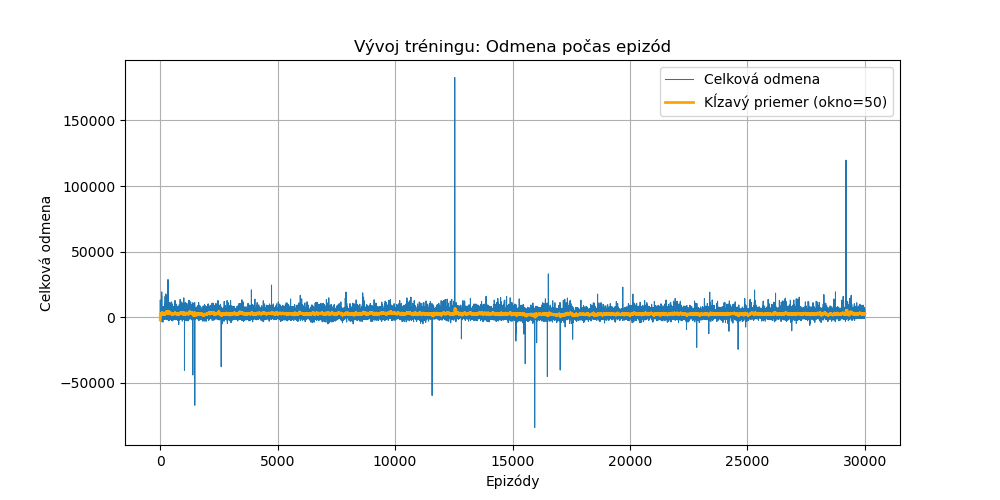 Vývoj tréningu: Odmena počas epizód
Celková odmena
Kĺzavý priemer (okno=50)
150000
100000
50000
0
−50000
Celková odmena
0
5000
10000
15000
20000
25000
30000
Epizódy